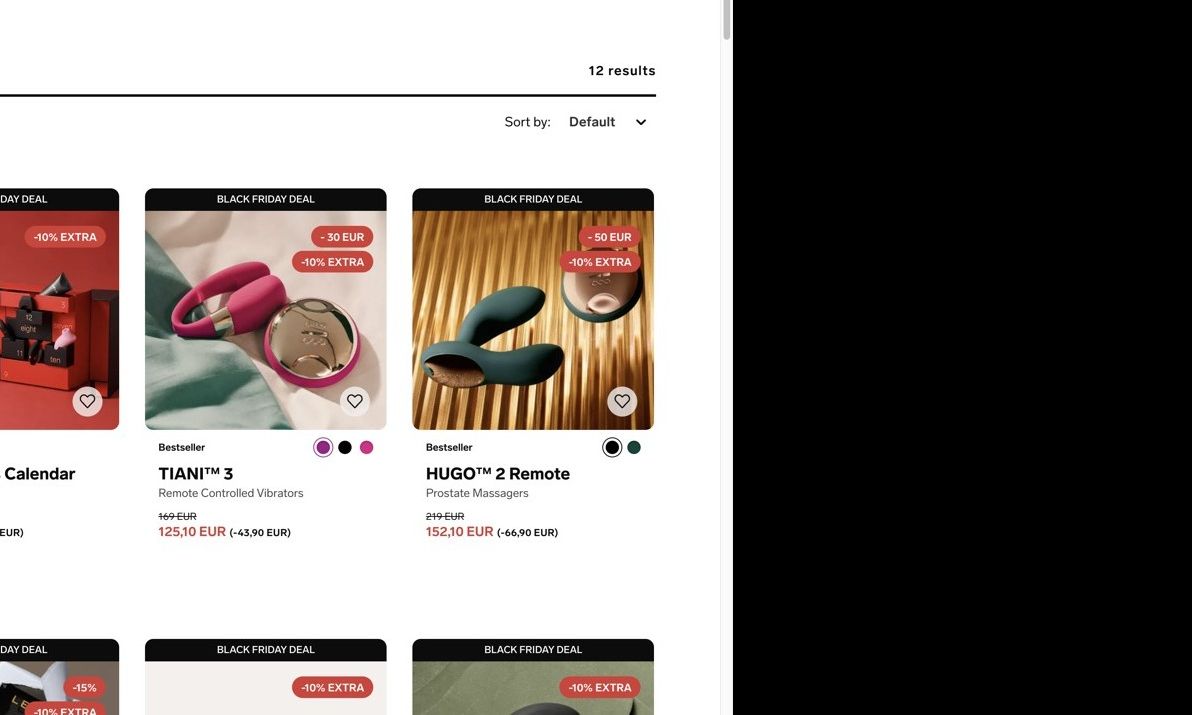 12 results
Sort by: Default
DAY DEAL
-10% EXTRA
Calendar
EUR)
BLACK FRIDAY DEAL
- 30 EUR
-10% EXTRA
Bestseller
TIANI™ 3
Remote Controlled Vibrators
169 EUR
125,10 EUR (-43,90 EUR)
BLACK FRIDAY DEAL
- 50 EUR
-10% EXTRA
Bestseller
HUGO™ 2 Remote
Prostate Massagers
219 EUR
152,10 EUR (-66,90 EUR)
DAY DEAL
-15%
-10% EXTRA
BLACK FRIDAY DEAL
-10% EXTRA
BLACK FRIDAY DEAL
-10% EXTRA